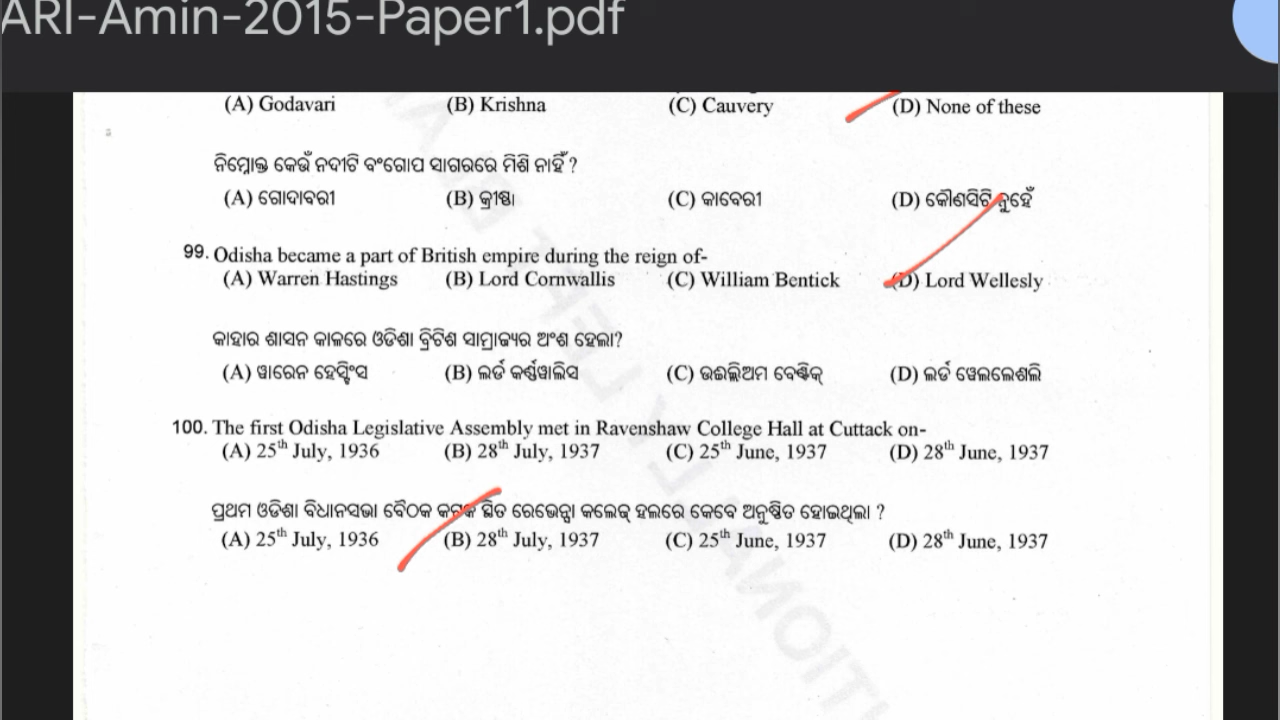 ARI-Amin-2015-Paper1.pdf
(A) Godavari (B) Krishna (C) Cauvery (D) None of these
ନିମ୍ନୋକ୍ତ କେଉଁ ନଦୀଟି ବଂଗୋପ ସାଗରରେ ମିଶି ନାହିଁ ?
(A) ଗୋଦାବରୀ (B) କ୍ରୀଷ୍ଣା (C) କାବେରୀ (D) କୌଣସିଟି ନୁହେଁ
99. Odisha became a part of British empire during the reign of-
(A) Warren Hastings (B) Lord Cornwallis (C) William Bentick (D) Lord Wellesly
କାହାର ଶାସନ କାଳରେ ଓଡିଶା ବ୍ରିଟିଶ ସାମ୍ରାଜ୍ୟର ଅଂଶ ହେଲା?
(A) ୱାରେନ ହେସ୍ଟିଂସ (B) ଲର୍ଡ କର୍ଣ୍ଣୱାଲିସ (C) ଉଇଲ୍ଲିଅମ ବେଣ୍ଟିକ୍ (D) ଲର୍ଡ ୱେଲଲେଶଲି
100. The first Odisha Legislative Assembly met in Ravenshaw College Hall at Cuttack on-
(A) 25th July, 1936 (B) 28th July, 1937 (C) 25th June, 1937 (D) 28th June, 1937
ପ୍ରଥମ ଓଡିଶା ବିଧାନସଭା ବୈଠକ କଟକ ସ୍ଥିତ ରେଭେନ୍ସା କଲେଜ୍ ହଲରେ କେବେ ଅନୁଷ୍ଠିତ ହୋଇଥିଲା ?
(A) 25th July, 1936 (B) 28th July, 1937 (C) 25th June, 1937 (D) 28th June, 1937